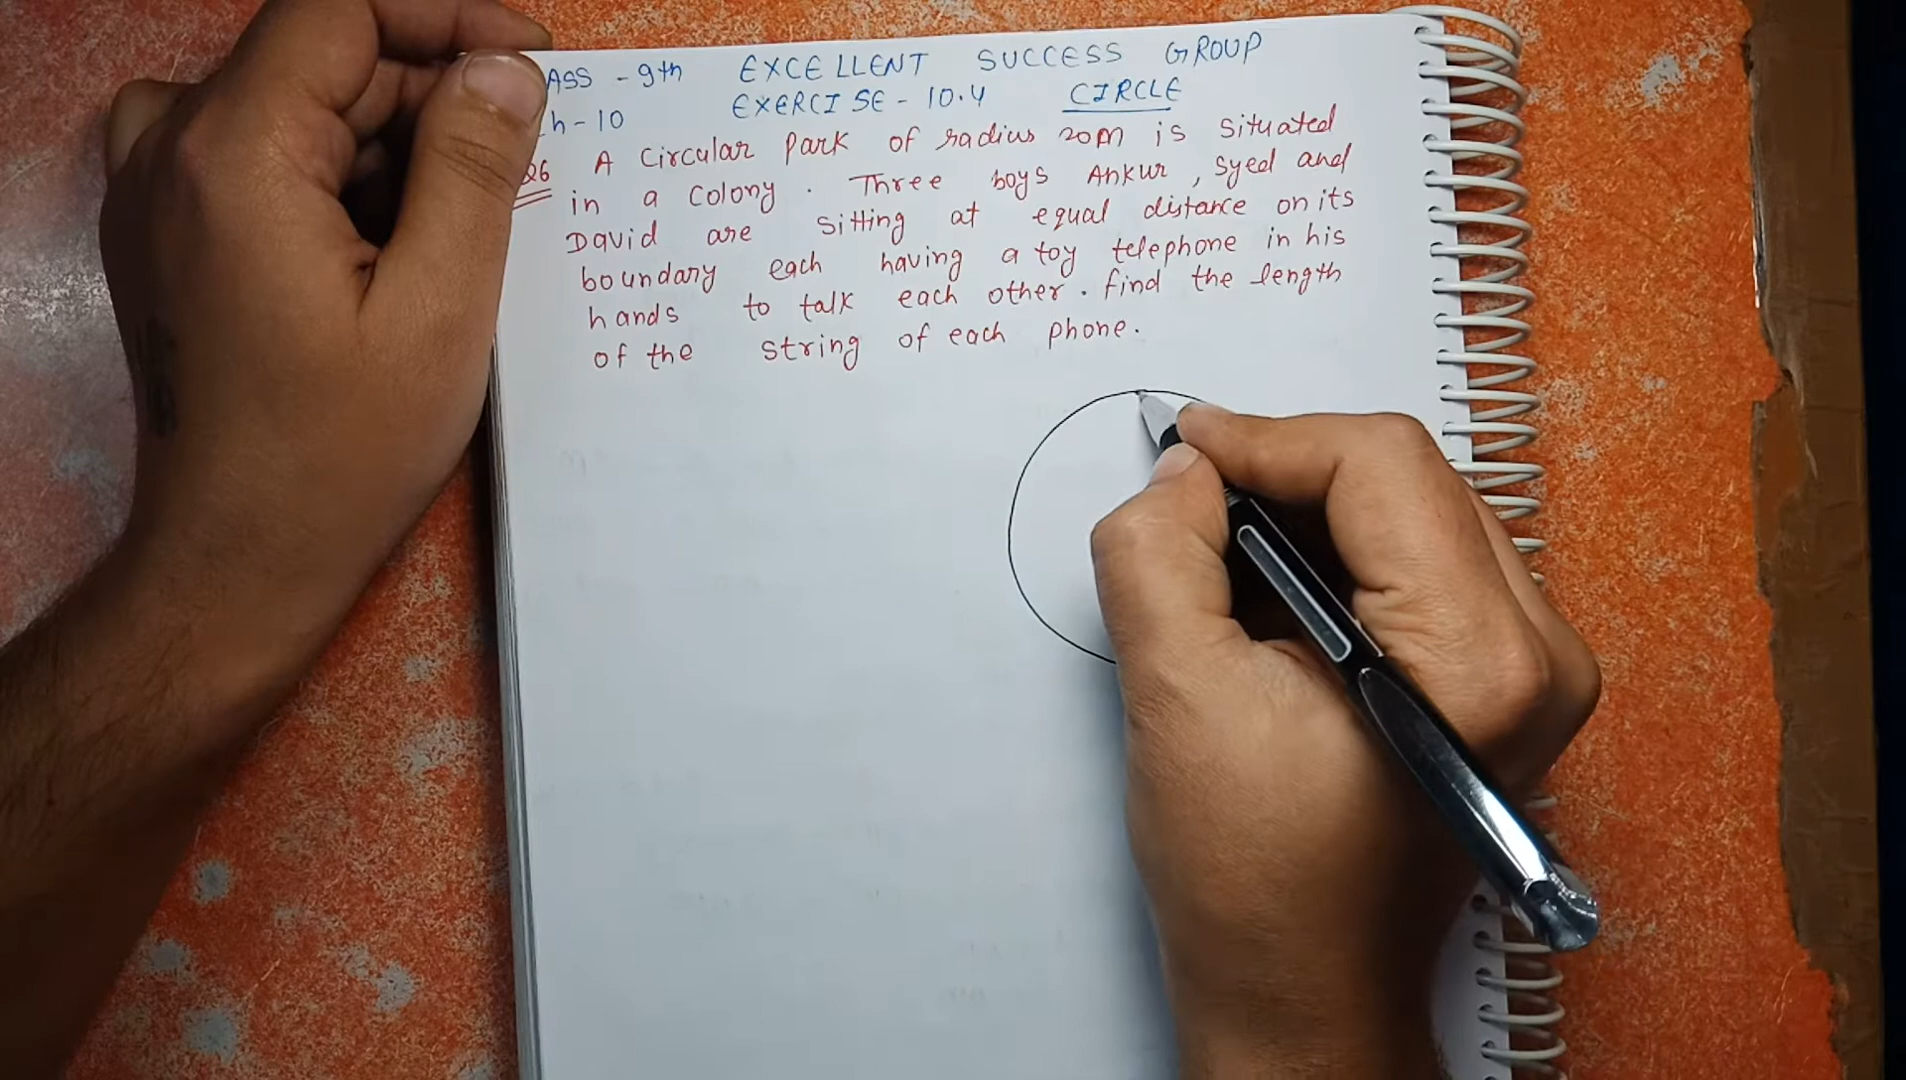 ASS - 9th EXCELLENT SUCCESS GROUP
h-10 EXERCISE - 10.4 CIRCLE
Q6 A Circular Park of radius 20m is situated
in a colony. Three boys Ankur, Syed and
David are sitting at equal distance on its
boundary each having a toy telephone in his
hands to talk each other. find the length
of the string of each phone.